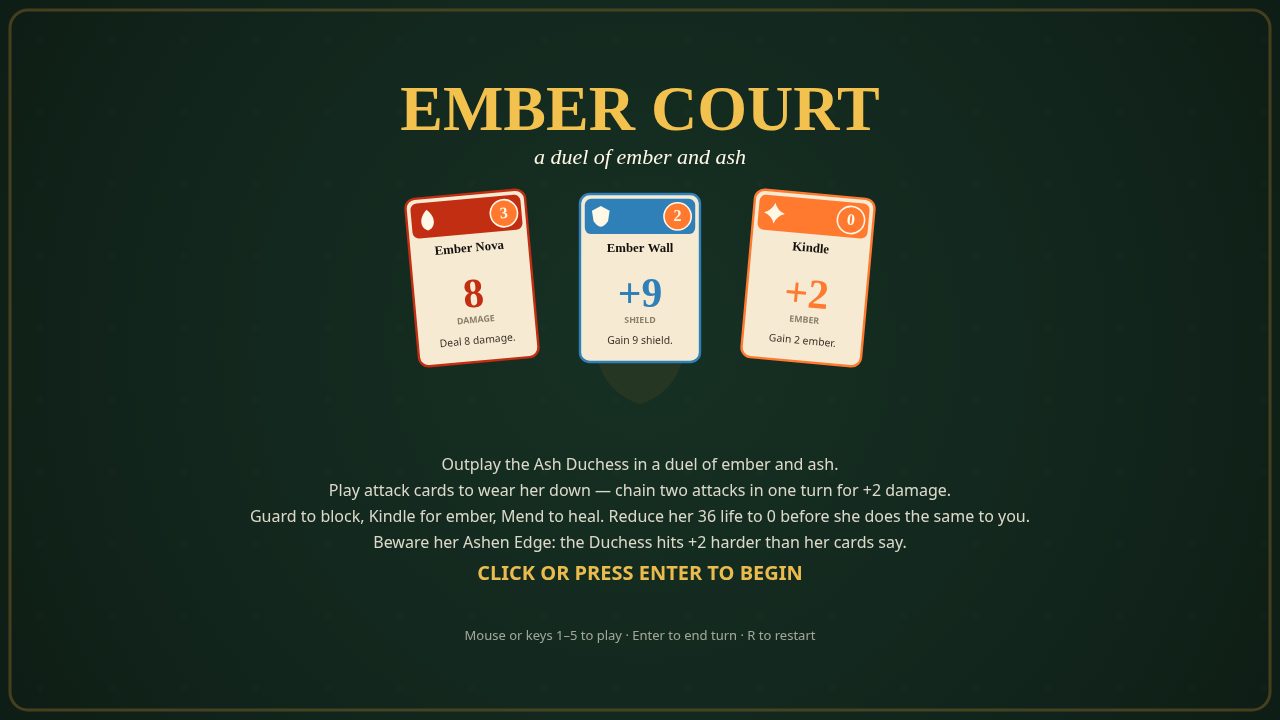 EMBER COURT
a duel of ember and ash
3
Ember Nova
8
DAMAGE
Deal 8 damage.
2
Ember Wall
+9
SHIELD
Gain 9 shield.
0
Kindle
+2
EMBER
Gain 2 ember.
Outplay the Ash Duchess in a duel of ember and ash.
Play attack cards to wear her down — chain two attacks in one turn for +2 damage.
Guard to block, Kindle for ember, Mend to heal. Reduce her 36 life to 0 before she does the same to you.
Beware her Ashen Edge: the Duchess hits +2 harder than her cards say.
CLICK OR PRESS ENTER TO BEGIN
Mouse or keys 1–5 to play · Enter to end turn · R to restart